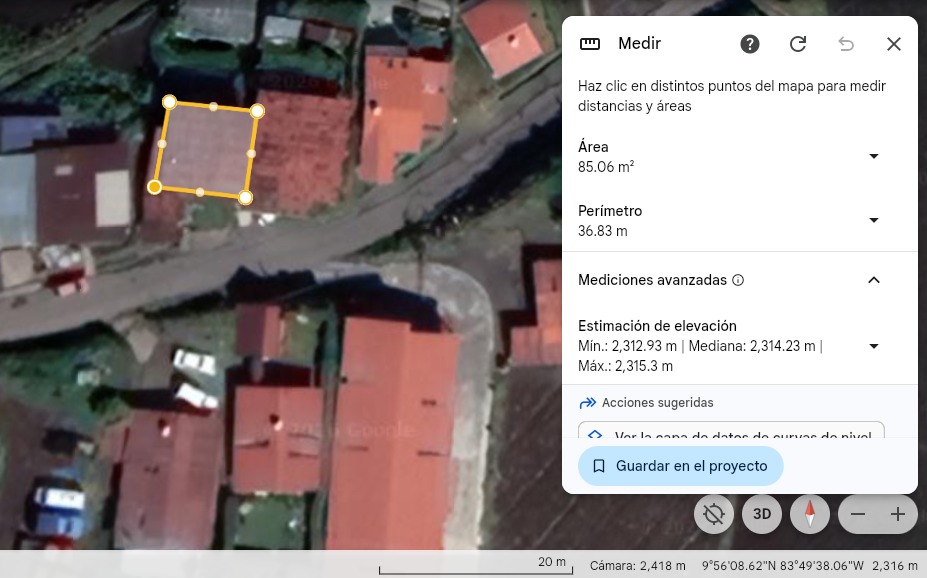 Medir
Haz clic en distintos puntos del mapa para medir
distancias y áreas
Área
85.06 m²
Perímetro
36.83 m
Mediciones avanzadas
Estimación de elevación
Mín.: 2,312.93 m | Mediana: 2,314.23 m |
Máx.: 2,315.3 m
Acciones sugeridas
Ver la capa de datos de curvas de nivel
Guardar en el proyecto
3D
20 m
Cámara: 2,418 m 9°56'08.62"N 83°49'38.06"W 2,316 m